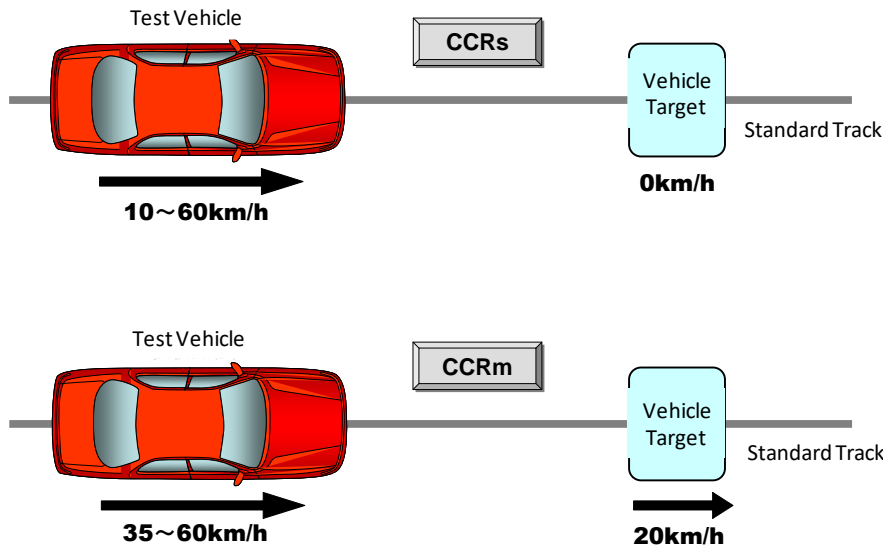 Test Vehicle
CCRs
Vehicle
Target
Standard Track
10～60km/h
0km/h
Test Vehicle
CCRm
Vehicle
Target
Standard Track
35～60km/h
20km/h